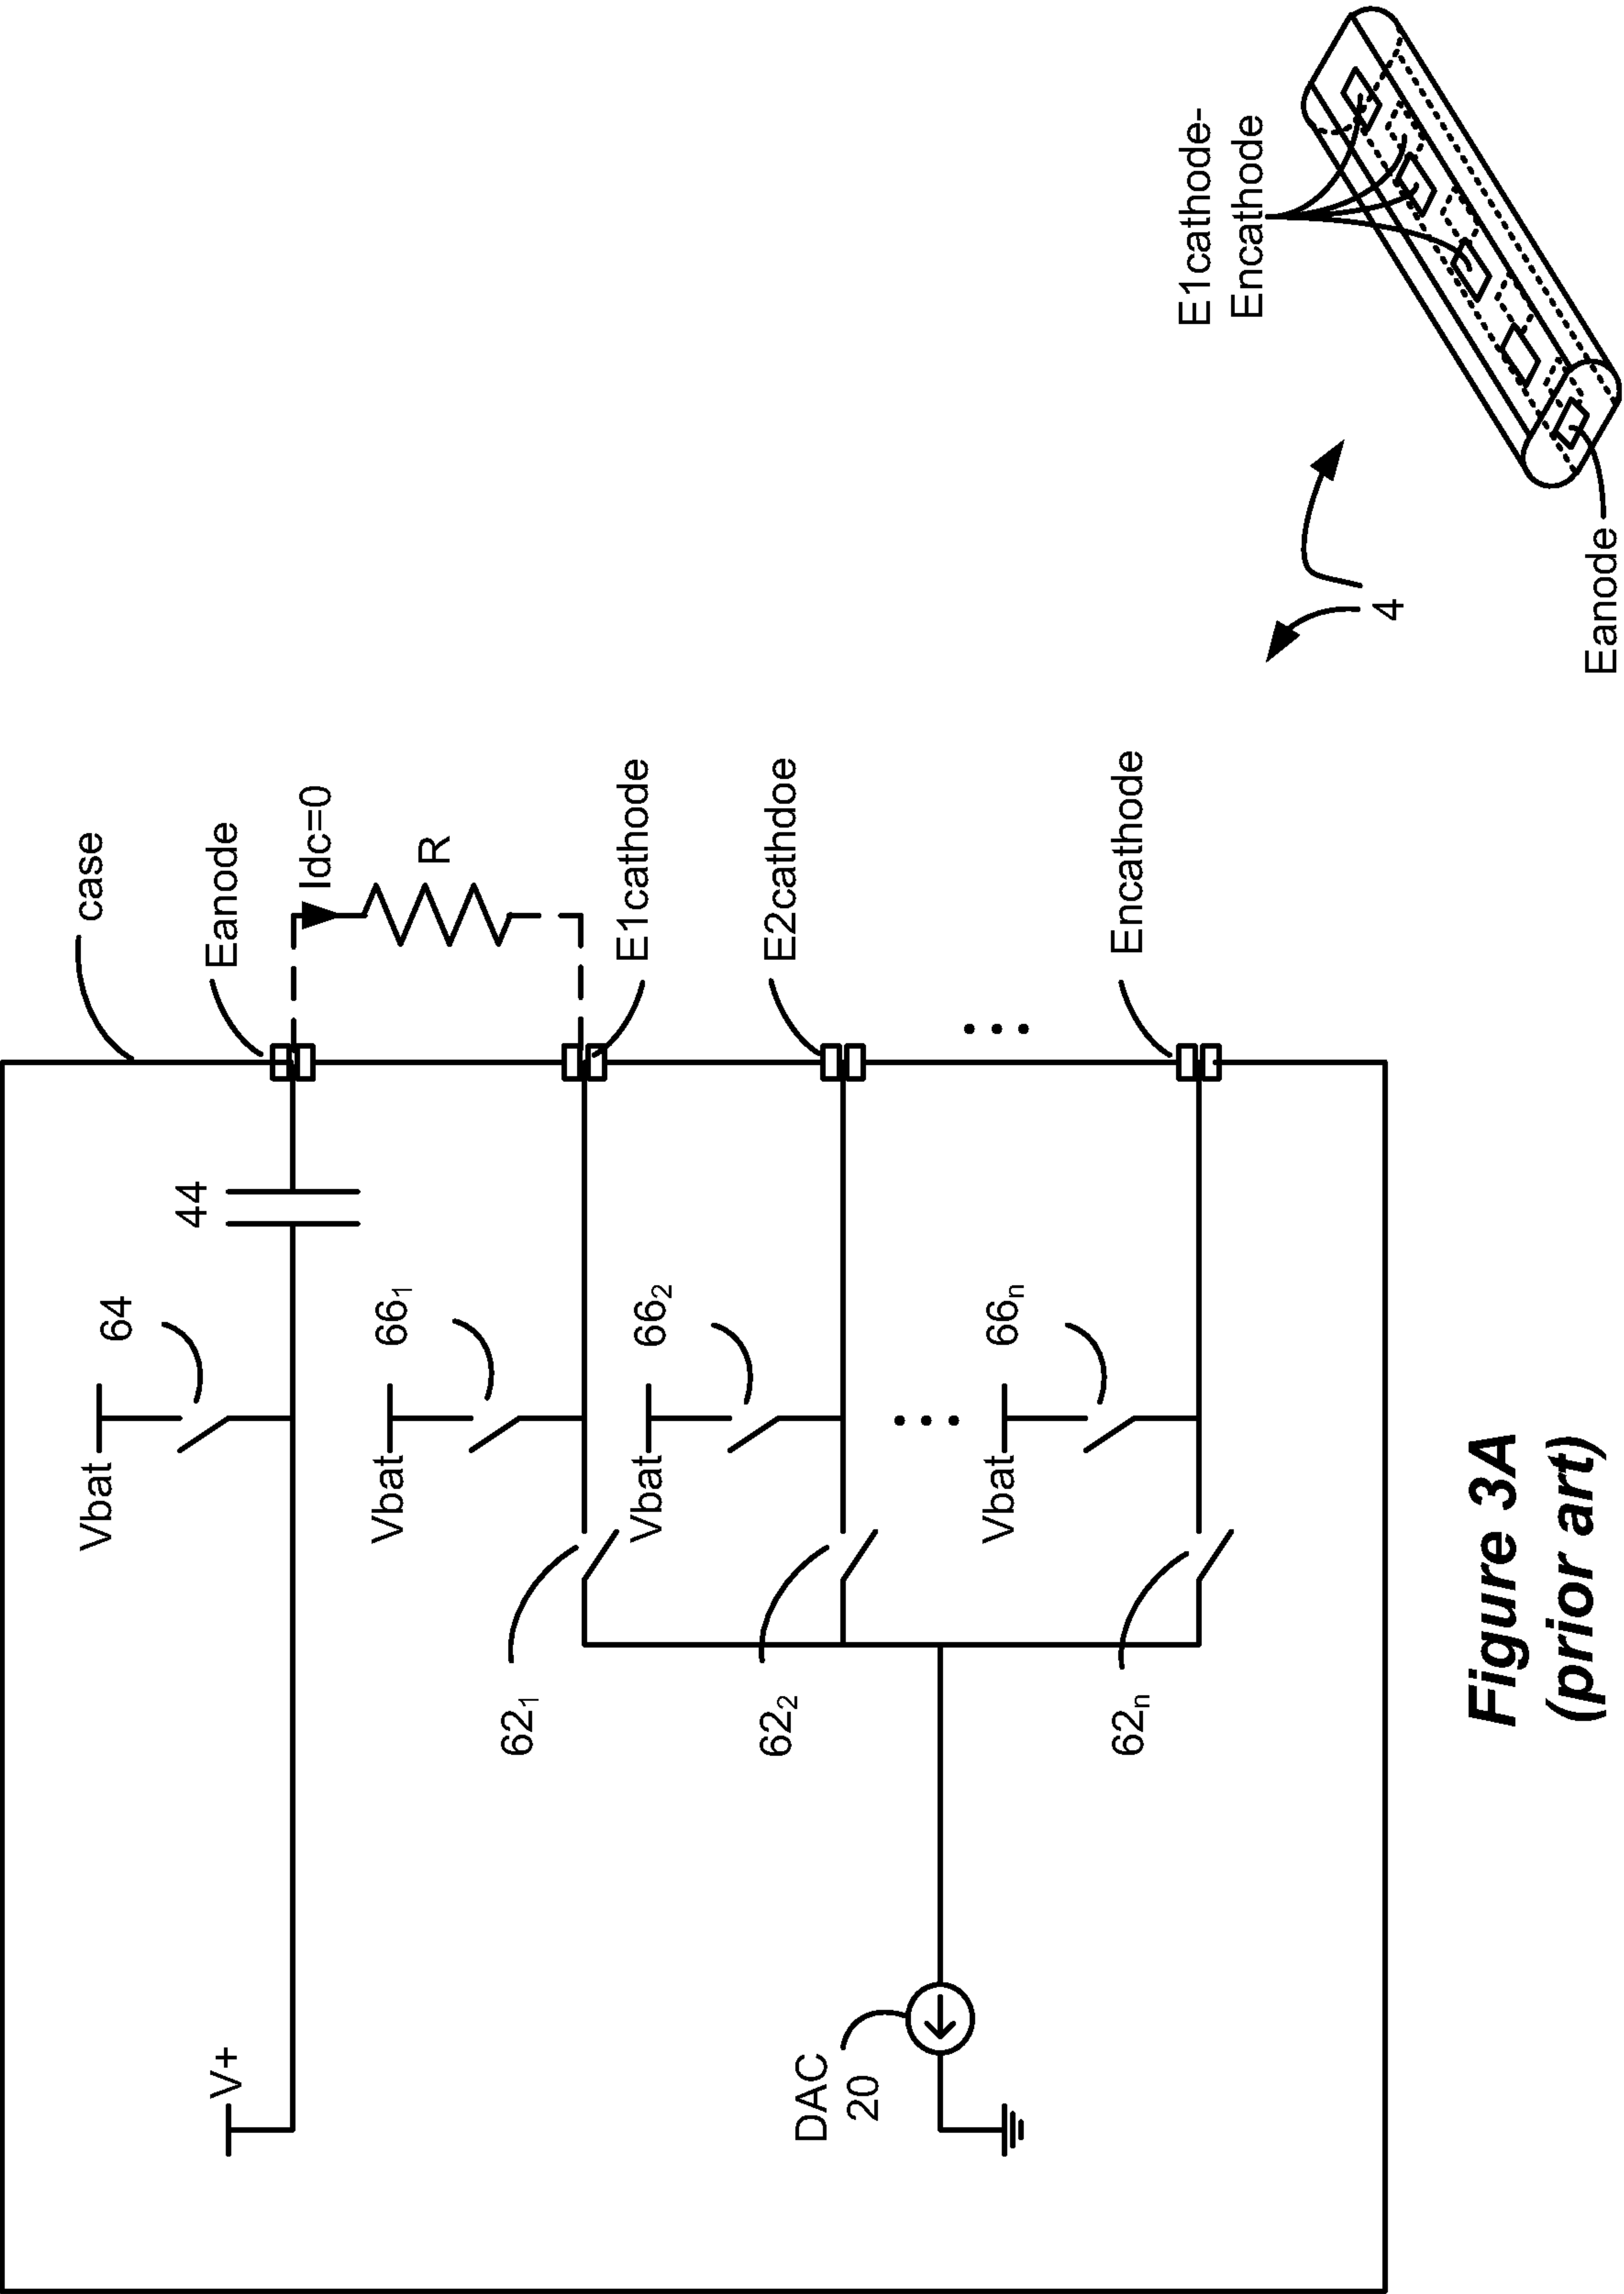 case
Eanode
Idc=0
R
E1cathode
E2cathdoe
Encathode
...
44
64
Vbat
66₁
Vbat
66₂
Vbat
...
66ₙ
Vbat
62₁
62₂
62ₙ
V+
DAC
20
E1cathode-
Encathode
4
Eanode
Figure 3A
(prior art)